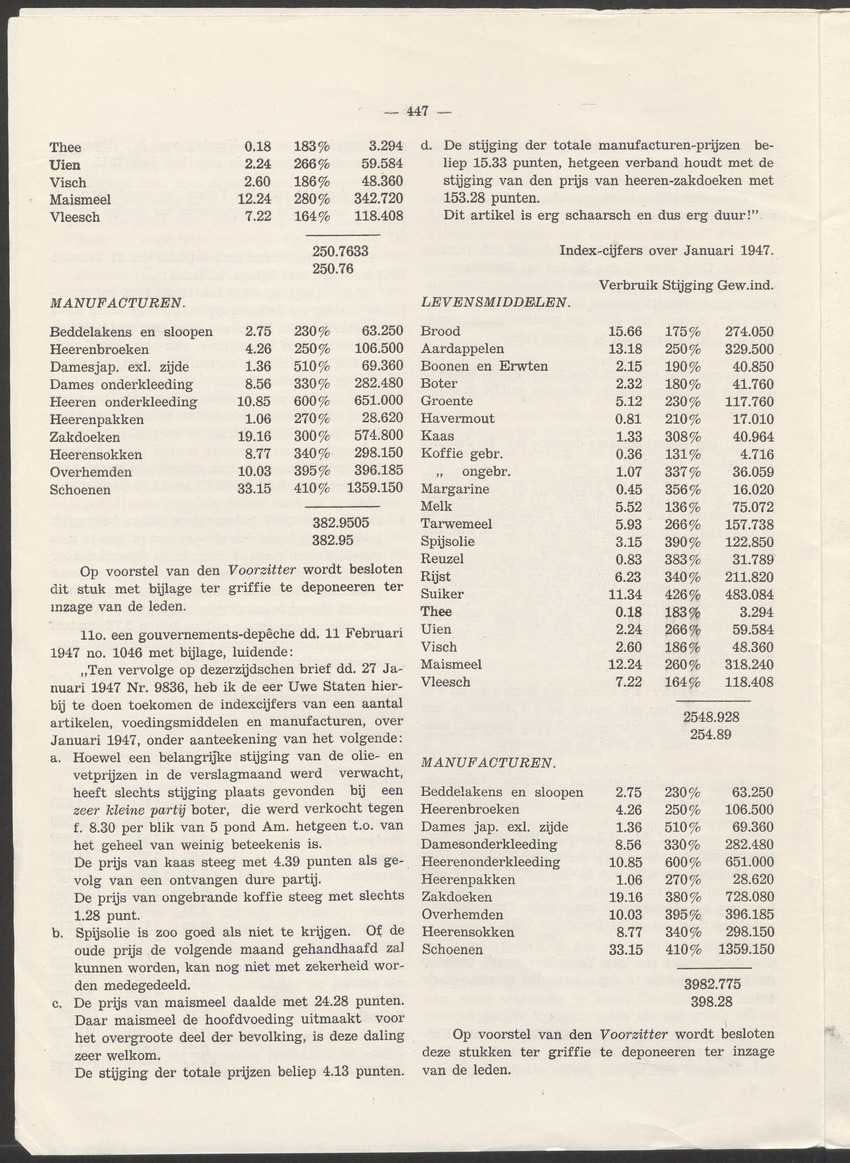 — 447 —
Thee 0.18 183% 3.294
Uien 2.24 266% 59.584
Visch 2.60 186% 48.360
Maismeel 12.24 280% 342.720
Vleesch 7.22 164% 118.408
250.7633
250.76
MANUFACTUREN.
Beddelakens en sloopen 2.75 230% 63.250
Heerenbroeken 4.26 250% 106.500
Damesjap. exl. zijde 1.36 510% 69.360
Dames onderkleeding 8.56 330% 282.480
Heeren onderkleeding 10.85 600% 651.000
Heerenpakken 1.06 270% 28.620
Zakdoeken 19.16 300% 574.800
Heerensokken 8.77 340% 298.150
Overhemden 10.03 395% 396.185
Schoenen 33.15 410% 1359.150
382.9505
382.95
Op voorstel van den Voorzitter wordt besloten
dit stuk met bijlage ter griffie te deponeeren ter
inzage van de leden.
11o. een gouvernements-depêche dd. 11 Februari
1947 no. 1046 met bijlage, luidende:
„Ten vervolge op dezerzijdschen brief dd. 27 Ja-
nuari 1947 Nr. 9836, heb ik de eer Uwe Staten hier-
bij te doen toekomen de indexcijfers van een aantal
artikelen, voedingsmiddelen en manufacturen, over
Januari 1947, onder aanteekening van het volgende:
a. Hoewel een belangrijke stijging van de olie- en
vetprijzen in de verslagmaand werd verwacht,
heeft slechts stijging plaats gevonden bij een
zeer kleine partij boter, die werd verkocht tegen
f. 8.30 per blik van 5 pond Am. hetgeen t.o. van
het geheel van weinig beteekenis is.
De prijs van kaas steeg met 4.39 punten als ge-
volg van een ontvangen dure partij.
De prijs van ongebrande koffie steeg met slechts
1.28 punt.
b. Spijsolie is zoo goed als niet te krijgen. Of de
oude prijs de volgende maand gehandhaafd zal
kunnen worden, kan nog niet met zekerheid wor-
den medegedeeld.
c. De prijs van maismeel daalde met 24.28 punten.
Daar maismeel de hoofdvoeding uitmaakt voor
het overgroote deel der bevolking, is deze daling
zeer welkom.
De stijging der totale prijzen beliep 4.13 punten.
d. De stijging der totale manufacturen-prijzen be-
liep 15.33 punten, hetgeen verband houdt met de
stijging van den prijs van heeren-zakdoeken met
153.28 punten.
Dit artikel is erg schaarsch en dus erg duur!”
Index-cijfers over Januari 1947.
Verbruik Stijging Gew.ind.
LEVENSMIDDELEN.
Brood 15.66 175% 274.050
Aardappelen 13.18 250% 329.500
Boonen en Erwten 2.15 190% 40.850
Boter 2.32 180% 41.760
Groente 5.12 230% 117.760
Havermout 0.81 210% 17.010
Kaas 1.33 308% 40.964
Koffie gebr. 0.36 131% 4.716
„ ongebr. 1.07 337% 36.059
Margarine 0.45 356% 16.020
Melk 5.52 136% 75.072
Tarwemeel 5.93 266% 157.738
Spijsolie 3.15 390% 122.850
Reuzel 0.83 383% 31.789
Rijst 6.23 340% 211.820
Suiker 11.34 426% 483.084
Thee 0.18 183% 3.294
Uien 2.24 266% 59.584
Visch 2.60 186% 48.360
Maismeel 12.24 260% 318.240
Vleesch 7.22 164% 118.408
2548.928
254.89
MANUFACTUREN.
Beddelakens en sloopen 2.75 230% 63.250
Heerenbroeken 4.26 250% 106.500
Dames jap. exl. zijde 1.36 510% 69.360
Damesonderkleeding 8.56 330% 282.480
Heerenonderkleeding 10.85 600% 651.000
Heerenpakken 1.06 270% 28.620
Zakdoeken 19.16 380% 728.080
Overhemden 10.03 395% 396.185
Heerensokken 8.77 340% 298.150
Schoenen 33.15 410% 1359.150
3982.775
398.28
Op voorstel van den Voorzitter wordt besloten
deze stukken ter griffie te deponeeren ter inzage
van de leden.